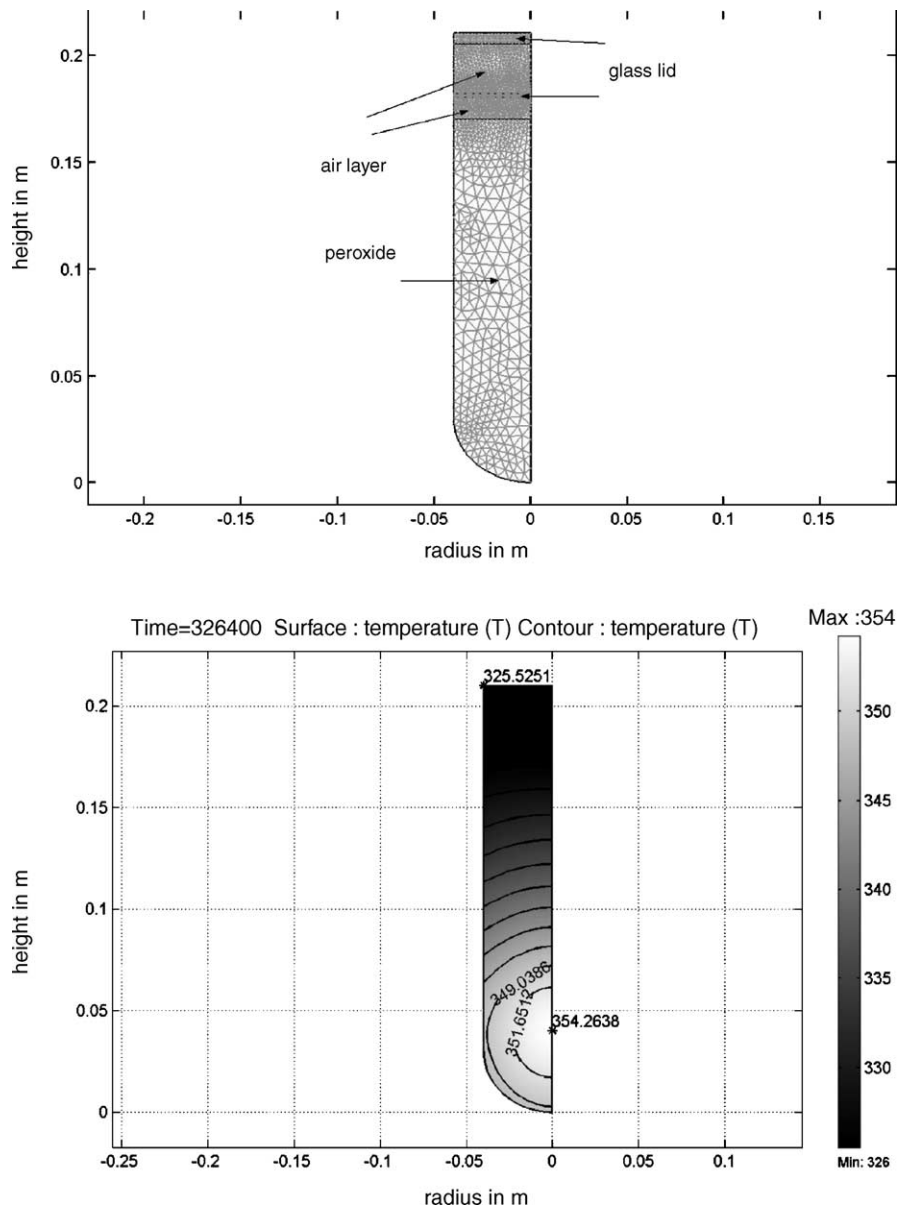 0.2
glass lid
0.15
air layer
height in m
0.1
peroxide
0.05
0
-0.2 -0.15 -0.1 -0.05 0 0.05 0.1 0.15
radius in m
Time=326400 Surface : temperature (T) Contour : temperature (T)
Max :354
325.5251
0.2
350
0.15
345
0.1
340
height in m
349.0386
335
0.05
351.6512
354.2638
330
0
Min: 326
-0.25 -0.2 -0.15 -0.1 -0.05 0 0.05 0.1
radius in m